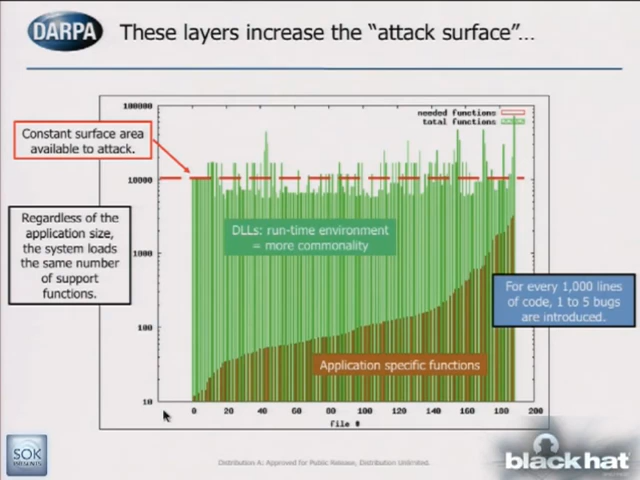 DARPA
These layers increase the “attack surface”…
Constant surface area
available to attack.
Regardless of the
application size,
the system loads
the same number
of support
functions.
100000
10000
1000
100
10
needed functions
total functions
DLLs: run-time environment
= more commonality
Application specific functions
For every 1,000 lines
of code, 1 to 5 bugs
are introduced.
0 20 40 60 80 100 120 140 160 180 200
file #
SOK
PRESENTS
Distribution A: Approved for Public Release, Distribution Unlimited.
black hat